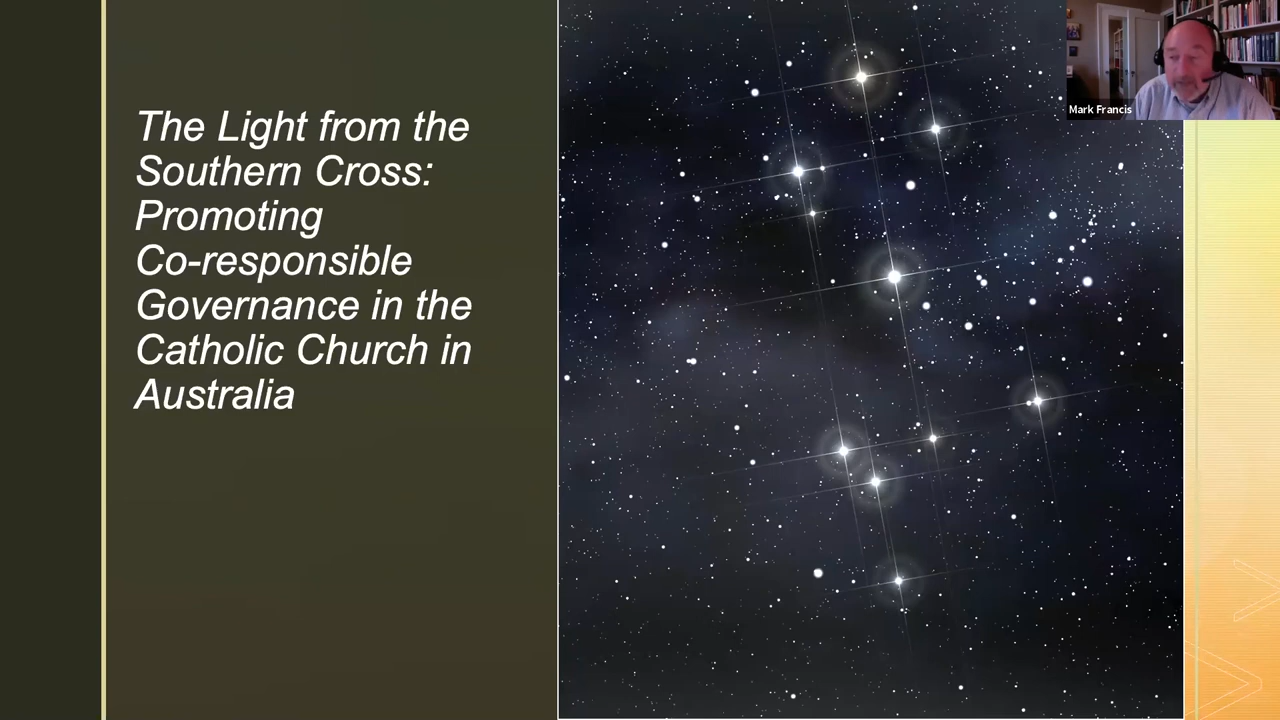 The Light from the
Southern Cross:
Promoting
Co-responsible
Governance in the
Catholic Church in
Australia
Mark Francis